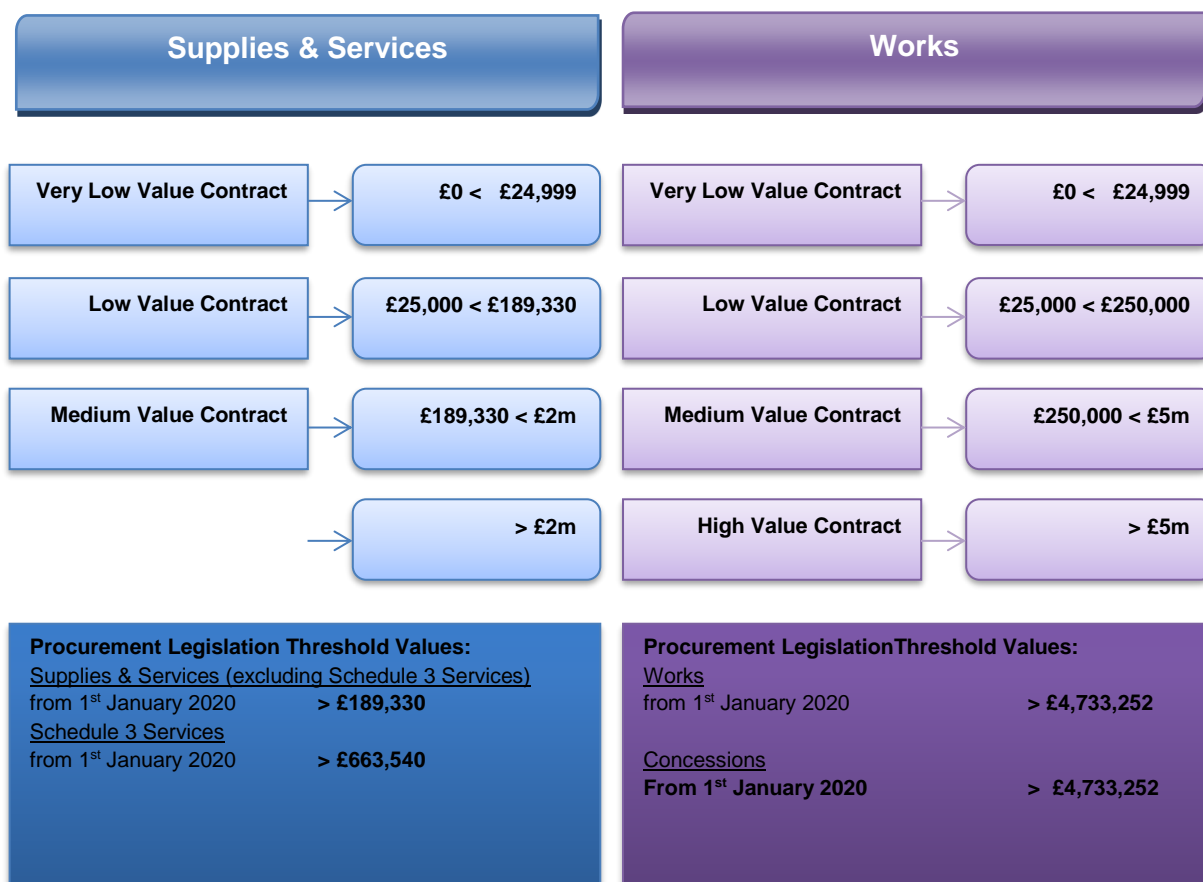 Supplies & Services
Very Low Value Contract
£0 < £24,999
Low Value Contract
£25,000 < £189,330
Medium Value Contract
£189,330 < £2m
> £2m
Procurement Legislation Threshold Values:
Supplies & Services (excluding Schedule 3 Services)
from 1st January 2020 > £189,330
Schedule 3 Services
from 1st January 2020 > £663,540
Works
Very Low Value Contract
£0 < £24,999
Low Value Contract
£25,000 < £250,000
Medium Value Contract
£250,000 < £5m
High Value Contract
> £5m
Procurement LegislationThreshold Values:
Works
from 1st January 2020 > £4,733,252
Concessions
From 1st January 2020 > £4,733,252